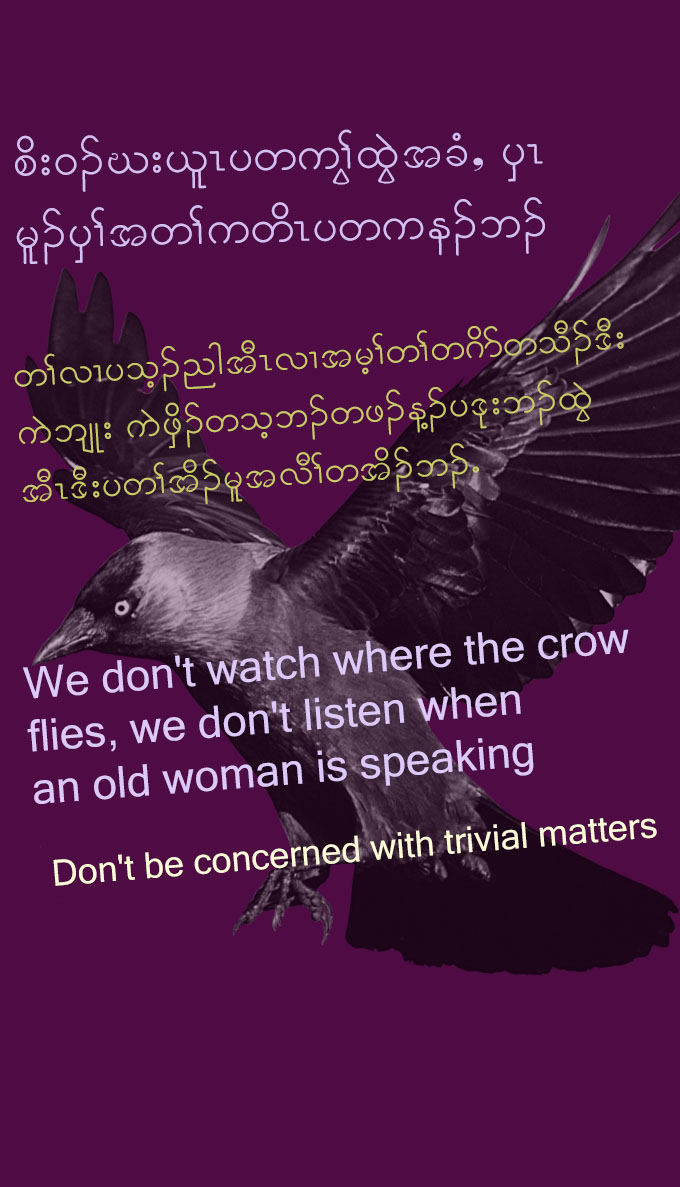 စိးဝၣ်ဃးယူၤပတကွၢ်ထွဲအခံ, ပှၤ
မူၣ်ပှၢ်အတၢ်ကတိၤပတကနၣ်ဘၣ်
တၢ်လၤပသ့ၣ်ညါအီၤလၢအမ့ၢ်တၢ်တဂိာ်တသီၣ်ဒီး
ကဲဘျုး ကဲဖှိၣ်တသ့ဘၣ်တဖၣ်န့ၣ်ပဒုးဘၣ်ထွဲ
အီၤဒီးပတၢ်အိၣ်မူအလီၢ်တအိၣ်ဘၣ်.
We don't watch where the crow
flies, we don't listen when
an old woman is speaking
Don't be concerned with trivial matters